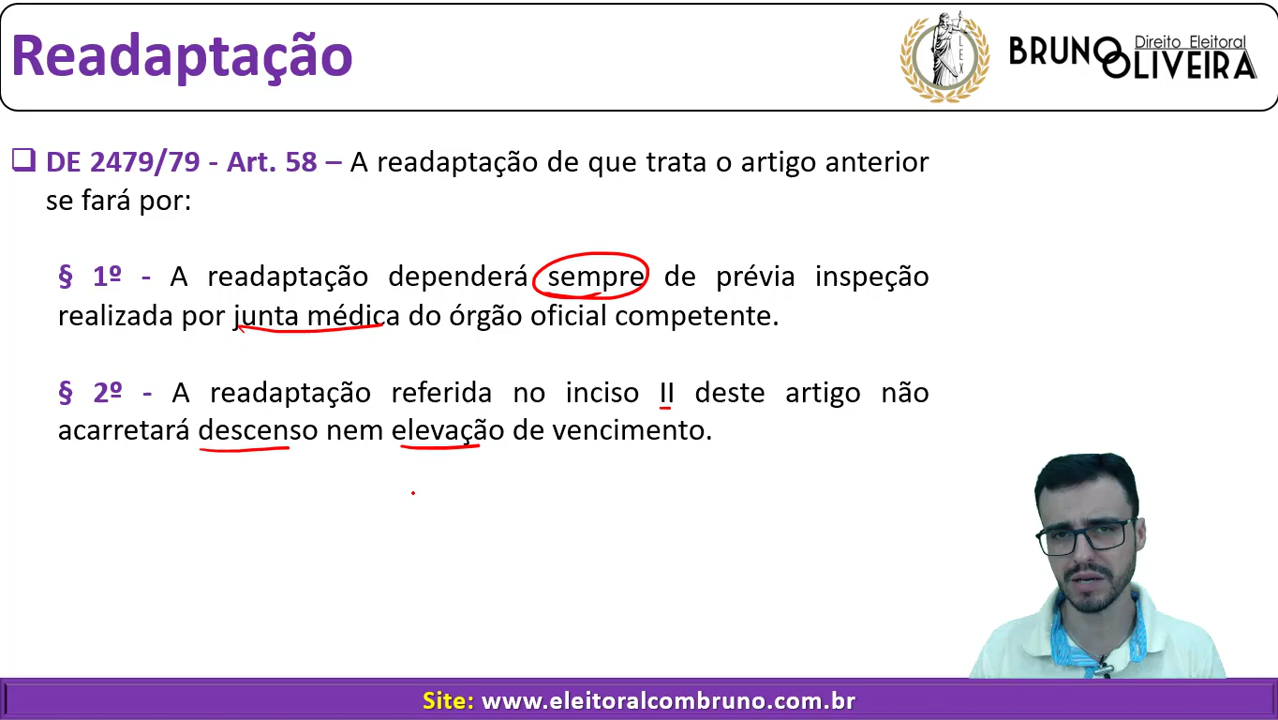 Readaptação
LEX
BRUNO Direito Eleitoral
OLIVEIRA
DE 2479/79 - Art. 58 – A readaptação de que trata o artigo anterior
se fará por:
§ 1º - A readaptação dependerá sempre de prévia inspeção
realizada por junta médica do órgão oficial competente.
§ 2º - A readaptação referida no inciso II deste artigo não
acarretará descenso nem elevação de vencimento.
Site: www.eleitoralcombruno.com.br